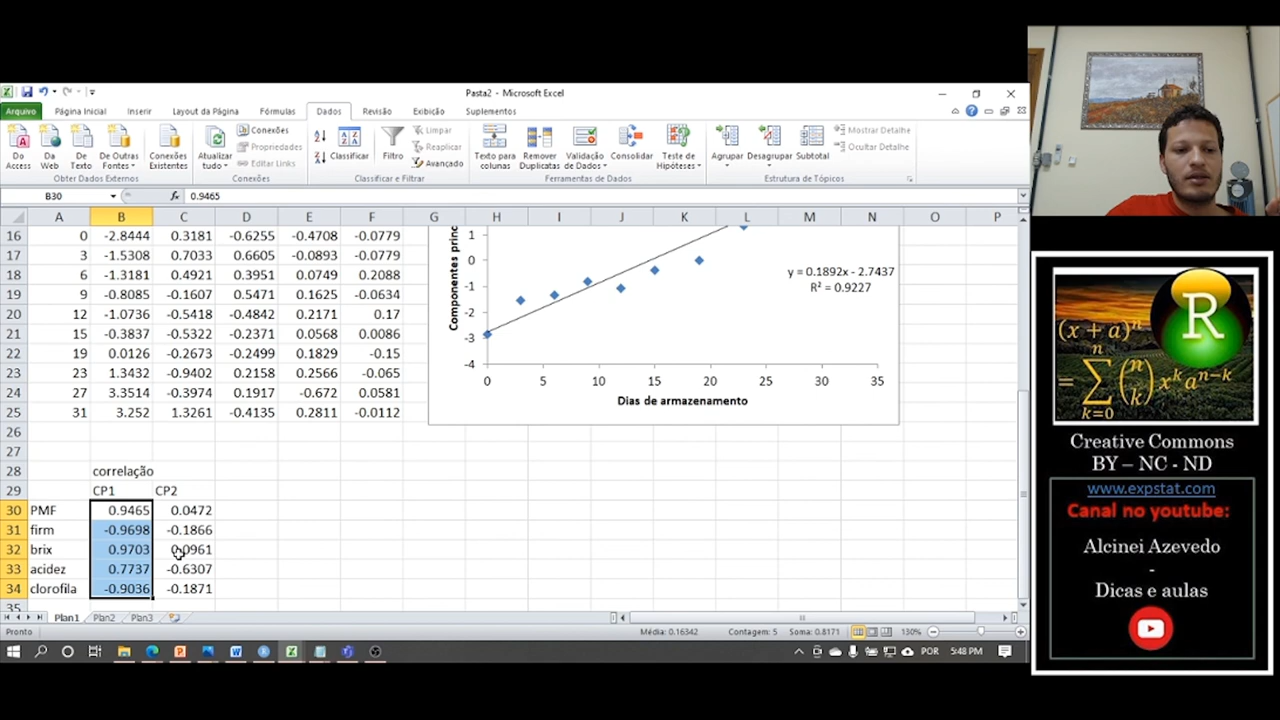 Pasta2 - Microsoft Excel
Arquivo Página Inicial Inserir Layout da Página Fórmulas Dados Revisão Exibição Suplementos
Do Access
Da Web
De Texto
De Outras Fontes
Conexões Existentes
Atualizar tudo
Conexões
Propriedades
Editar Links
Classificar
Filtro
Limpar
Reaplicar
Avançado
Texto para colunas
Remover Duplicatas
Validação de Dados
Consolidar
Teste de Hipóteses
Agrupar
Desagrupar
Subtotal
Mostrar Detalhe
Ocultar Detalhe
Obter Dados Externos Conexões Classificar e Filtrar Ferramentas de Dados Estrutura de Tópicos
B30 fx 0.9465
A B C D E F G H I J K L M N O P
16 0 -2.8444 0.3181 -0.6255 -0.4708 -0.0779
17 3 -1.5308 0.7033 0.6605 -0.0893 -0.0779
18 6 -1.3181 0.4921 0.3951 0.0749 0.2088
19 9 -0.8085 -0.1607 0.5471 0.1625 -0.0634
20 12 -1.0736 -0.5418 -0.4842 0.2171 0.17
21 15 -0.3837 -0.5322 -0.2371 0.0568 0.0086
22 19 0.0126 -0.2673 -0.2499 0.1829 -0.15
23 23 1.3432 -0.9402 0.2158 0.2566 -0.065
24 27 3.3514 -0.3974 0.1917 -0.672 0.0581
25 31 3.252 1.3261 -0.4135 0.2811 -0.0112
26
27
28 correlação
29 CP1 CP2
30 PMF 0.9465 0.0472
31 firm -0.9698 -0.1866
32 brix 0.9703 0.0961
33 acidez 0.7737 -0.6307
34 clorofila -0.9036 -0.1871
35
Componentes princ
1
0
-1
-2
-3
-4
0 5 10 15 20 25 30 35
Dias de armazenamento
y = 0.1892x - 2.7437
R² = 0.9227
Plan1 Plan2 Plan3
Pronto Média: 0.16342 Contagem: 5 Soma: 0.8171 130%
POR 5:48 PM
R
(x + a)^n
= ∑ (n k) x^k a^(n-k)
n
k=0
Creative Commons
BY – NC - ND
www.expstat.com
Canal no youtube:
Alcinei Azevedo
-
Dicas e aulas